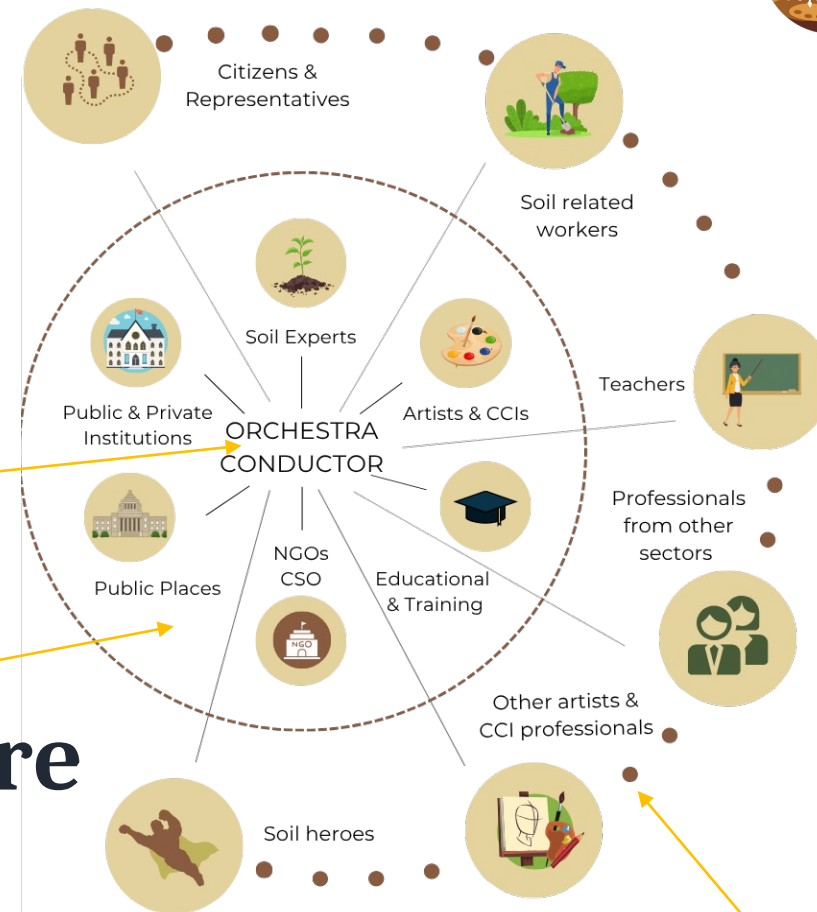 Citizens &
Representatives
Soil related
workers
Soil Experts
Teachers
Public & Private
Institutions
Artists & CCIs
ORCHESTRA
CONDUCTOR
Professionals
from other
sectors
NGOs
CSO
Educational
& Training
Public Places
NGO
Other artists &
CCI professionals
re
Soil heroes